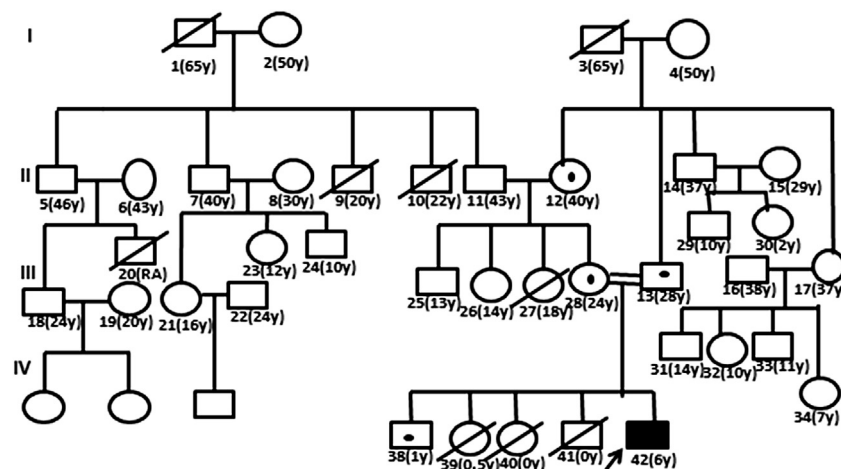 I
1(65y) 2(50y) 3(65y) 4(50y)
II
5(46y) 6(43y) 7(40y) 8(30y) 9(20y) 10(22y) 11(43y) 12(40y) 14(37y) 15(29y)
29(10y) 30(2y)
III
20(RA) 23(12y) 24(10y) 25(13y) 26(14y) 27(18y) 28(24y) 13(28y) 16(38y) 17(37y)
18(24y) 19(20y) 21(16y) 22(24y)
31(14y) 32(10y) 33(11y)
IV
34(7y)
38(1y) 39(0.5y) 40(0y) 41(0y) 42(6y)